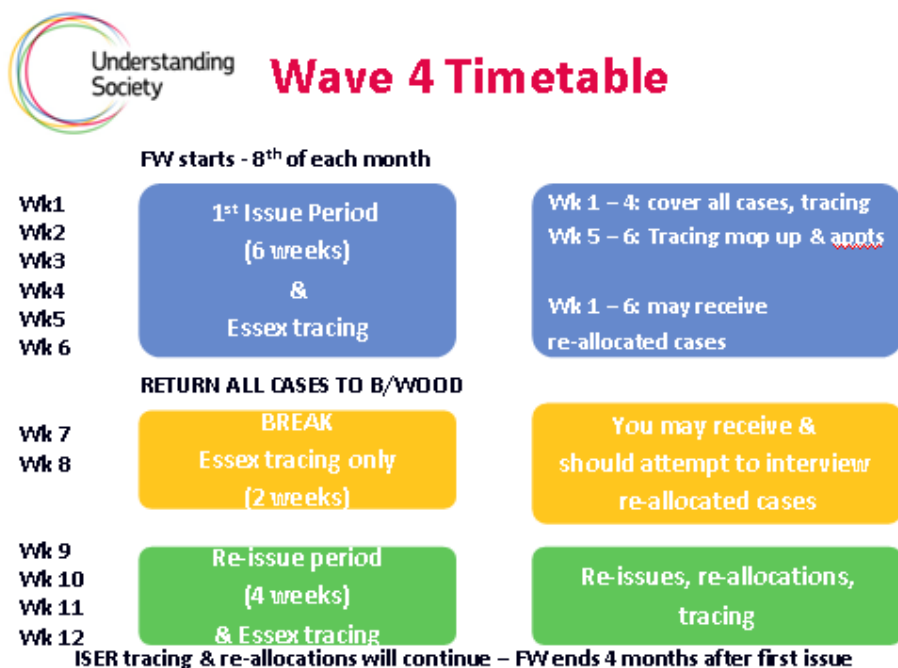 Understanding
Society
Wave 4 Timetable
FW starts - 8th of each month
Wk1
Wk2
Wk3
Wk4
Wk5
Wk 6
1st Issue Period
(6 weeks)
&
Essex tracing
Wk 1 – 4: cover all cases, tracing
Wk 5 – 6: Tracing mop up & appts
Wk 1 – 6: may receive
re-allocated cases
RETURN ALL CASES TO B/WOOD
Wk 7
Wk 8
BREAK
Essex tracing only
(2 weeks)
You may receive &
should attempt to interview
re-allocated cases
Wk 9
Wk 10
Wk 11
Wk 12
Re-issue period
(4 weeks)
& Essex tracing
Re-issues, re-allocations,
tracing
ISER tracing & re-allocations will continue – FW ends 4 months after first issue